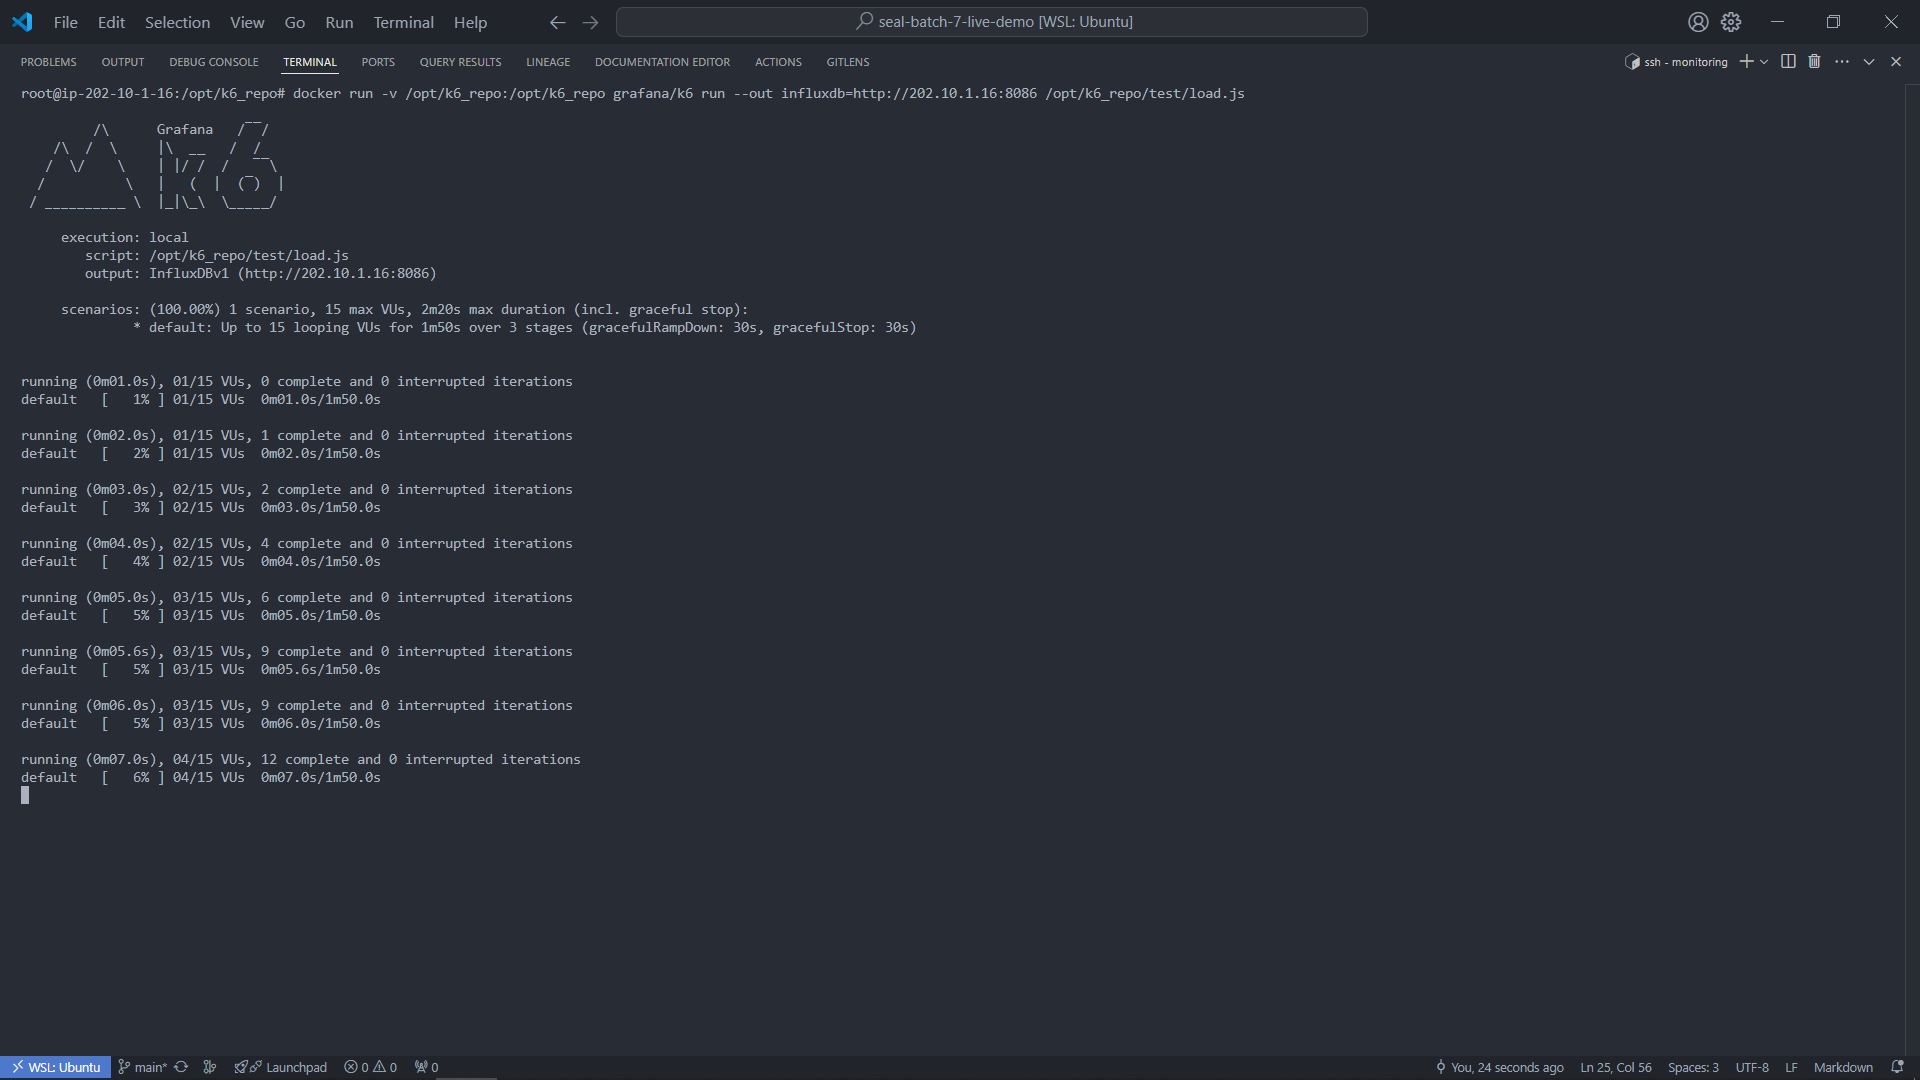 File Edit Selection View Go Run Terminal Help seal-batch-7-live-demo [WSL: Ubuntu]
PROBLEMS OUTPUT DEBUG CONSOLE TERMINAL PORTS QUERY RESULTS LINEAGE DOCUMENTATION EDITOR ACTIONS GITLENS ssh - monitoring
root@ip-202-10-1-16:/opt/k6_repo# docker run -v /opt/k6_repo:/opt/k6_repo grafana/k6 run --out influxdb=http://202.10.1.16:8086 /opt/k6_repo/test/load.js
Grafana
execution: local
script: /opt/k6_repo/test/load.js
output: InfluxDBv1 (http://202.10.1.16:8086)
scenarios: (100.00%) 1 scenario, 15 max VUs, 2m20s max duration (incl. graceful stop):
* default: Up to 15 looping VUs for 1m50s over 3 stages (gracefulRampDown: 30s, gracefulStop: 30s)
running (0m01.0s), 01/15 VUs, 0 complete and 0 interrupted iterations
default [ 1% ] 01/15 VUs 0m01.0s/1m50.0s
running (0m02.0s), 01/15 VUs, 1 complete and 0 interrupted iterations
default [ 2% ] 01/15 VUs 0m02.0s/1m50.0s
running (0m03.0s), 02/15 VUs, 2 complete and 0 interrupted iterations
default [ 3% ] 02/15 VUs 0m03.0s/1m50.0s
running (0m04.0s), 02/15 VUs, 4 complete and 0 interrupted iterations
default [ 4% ] 02/15 VUs 0m04.0s/1m50.0s
running (0m05.0s), 03/15 VUs, 6 complete and 0 interrupted iterations
default [ 5% ] 03/15 VUs 0m05.0s/1m50.0s
running (0m05.6s), 03/15 VUs, 9 complete and 0 interrupted iterations
default [ 5% ] 03/15 VUs 0m05.6s/1m50.0s
running (0m06.0s), 03/15 VUs, 9 complete and 0 interrupted iterations
default [ 5% ] 03/15 VUs 0m06.0s/1m50.0s
running (0m07.0s), 04/15 VUs, 12 complete and 0 interrupted iterations
default [ 6% ] 04/15 VUs 0m07.0s/1m50.0s
WSL: Ubuntu main* Launchpad 0 0 0 You, 24 seconds ago Ln 25, Col 56 Spaces: 3 UTF-8 LF Markdown